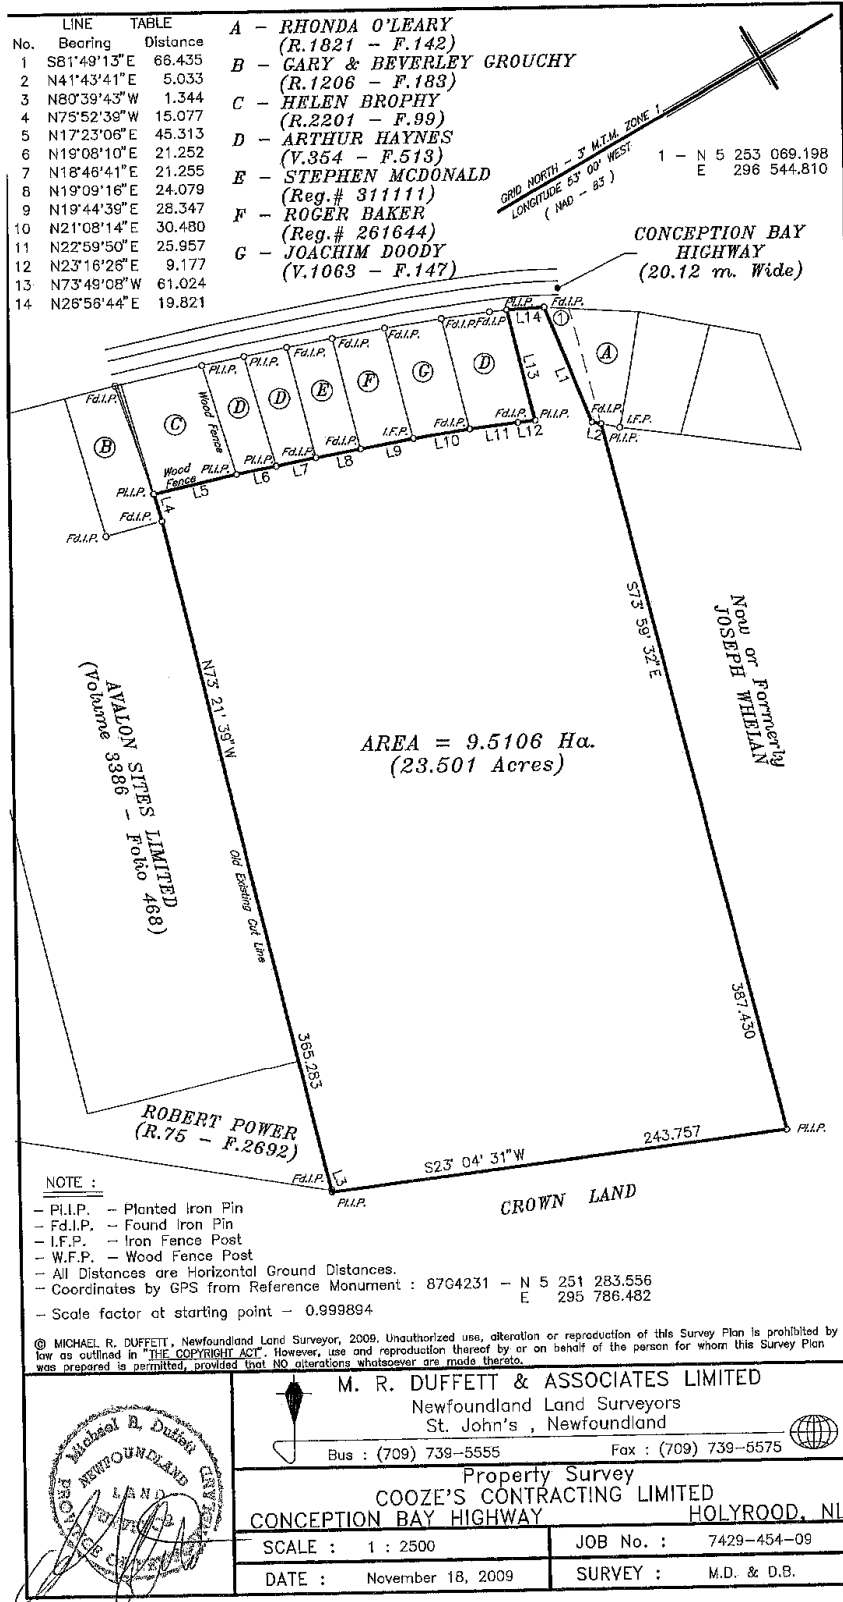 LINE TABLE
No. Bearing Distance
1 S81°49'13"E 66.435
2 N41°43'41"E 5.033
3 N80°39'43"W 1.344
4 N75°52'39"W 15.077
5 N17°23'06"E 45.313
6 N19°08'10"E 21.252
7 N18°46'41"E 21.255
8 N19°09'16"E 24.079
9 N19°44'39"E 28.347
10 N21°08'14"E 30.480
11 N22°59'50"E 25.957
12 N23°16'26"E 9.177
13 N73°49'08"W 61.024
14 N26°56'44"E 19.821
A – RHONDA O'LEARY
(R.1821 – F.142)
B – GARY & BEVERLEY GROUCHY
(R.1206 – F.183)
C – HELEN BROPHY
(R.2201 – F.99)
D – ARTHUR HAYNES
(V.354 – F.513)
E – STEPHEN MCDONALD
(Reg.# 311111)
F – ROGER BAKER
(Reg.# 261644)
G – JOACHIM DOODY
(V.1063 – F.147)
GRID NORTH – 3° M.T.M. ZONE 1
LONGITUDE 53° 00' WEST
( NAD – 83 )
1 – N 5 253 069.198
E 296 544.810
CONCEPTION BAY
HIGHWAY
(20.12 m. Wide)
Pl.I.P. Fd.I.P.
L14 1
Fd.I.P. Fd.I.P.
Fd.I.P.
Fd.I.P.
Fd.I.P.
Pl.I.P.
Pl.I.P.
Fd.I.P.
B C D D E F G D A
L13
L1
Wood Fence
Wood
Fence
Pl.I.P. Pl.I.P. Pl.I.P. Fd.I.P. Fd.I.P. I.F.P. Fd.I.P. Pl.I.P. Fd.I.P. I.F.P.
Pl.I.P.
L4 L5 L6 L7 L8 L9 L10 L11 L12 L2
Fd.I.P. Fd.I.P.
S73° 59' 32"E
387.430
Now or Formerly
JOSEPH WHELAN
N73° 21' 39"W
365.283
Old Existing Cut Line
AVALON SITES LIMITED
(Volume 3386 – Folio 468)
AREA = 9.5106 Ha.
(23.501 Acres)
ROBERT POWER
(R.75 – F.2692)
Fd.I.P. L3
Pl.I.P.
S23° 04' 31"W 243.757
Pl.I.P.
CROWN LAND
NOTE :
– Pl.I.P. – Planted Iron Pin
– Fd.I.P. – Found Iron Pin
– I.F.P. – Iron Fence Post
– W.F.P. – Wood Fence Post
– All Distances are Horizontal Ground Distances.
– Coordinates by GPS from Reference Monument : 87G4231 – N 5 251 283.556
E 295 786.482
– Scale factor at starting point – 0.999894
© MICHAEL R. DUFFETT, Newfoundland Land Surveyor, 2009. Unauthorized use, alteration or reproduction of this Survey Plan is prohibited by
law as outlined in "THE COPYRIGHT ACT". However, use and reproduction thereof by or on behalf of the person for whom this Survey Plan
was prepared is permitted, provided that NO alterations whatsoever are made thereto.
Michael R. Duffett
NEWFOUNDLAND
LAND
M. R. DUFFETT & ASSOCIATES LIMITED
Newfoundland Land Surveyors
St. John's , Newfoundland
Bus : (709) 739–5555 Fax : (709) 739–5575
Property Survey
COOZE'S CONTRACTING LIMITED
CONCEPTION BAY HIGHWAY HOLYROOD, NL
SCALE : 1 : 2500 JOB No. : 7429–454–09
DATE : November 18, 2009 SURVEY : M.D. & D.B.